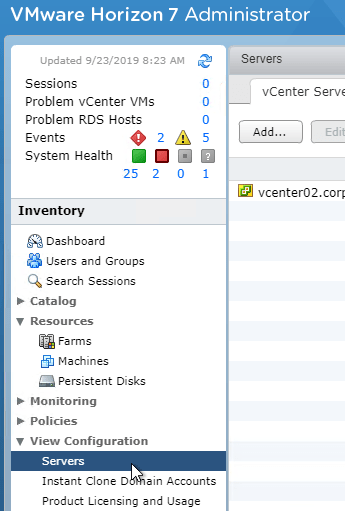 VMware Horizon 7 Administrator
Updated 9/23/2019 8:23 AM
Sessions 0
Problem vCenter VMs 0
Problem RDS Hosts 0
Events 2 5
System Health ?
25 2 0 1
Inventory
Dashboard
Users and Groups
Search Sessions
Catalog
Resources
Farms
Machines
Persistent Disks
Monitoring
Policies
View Configuration
Servers
Instant Clone Domain Accounts
Product Licensing and Usage
Servers
vCenter Serve
Add... Edi
vcenter02.corp